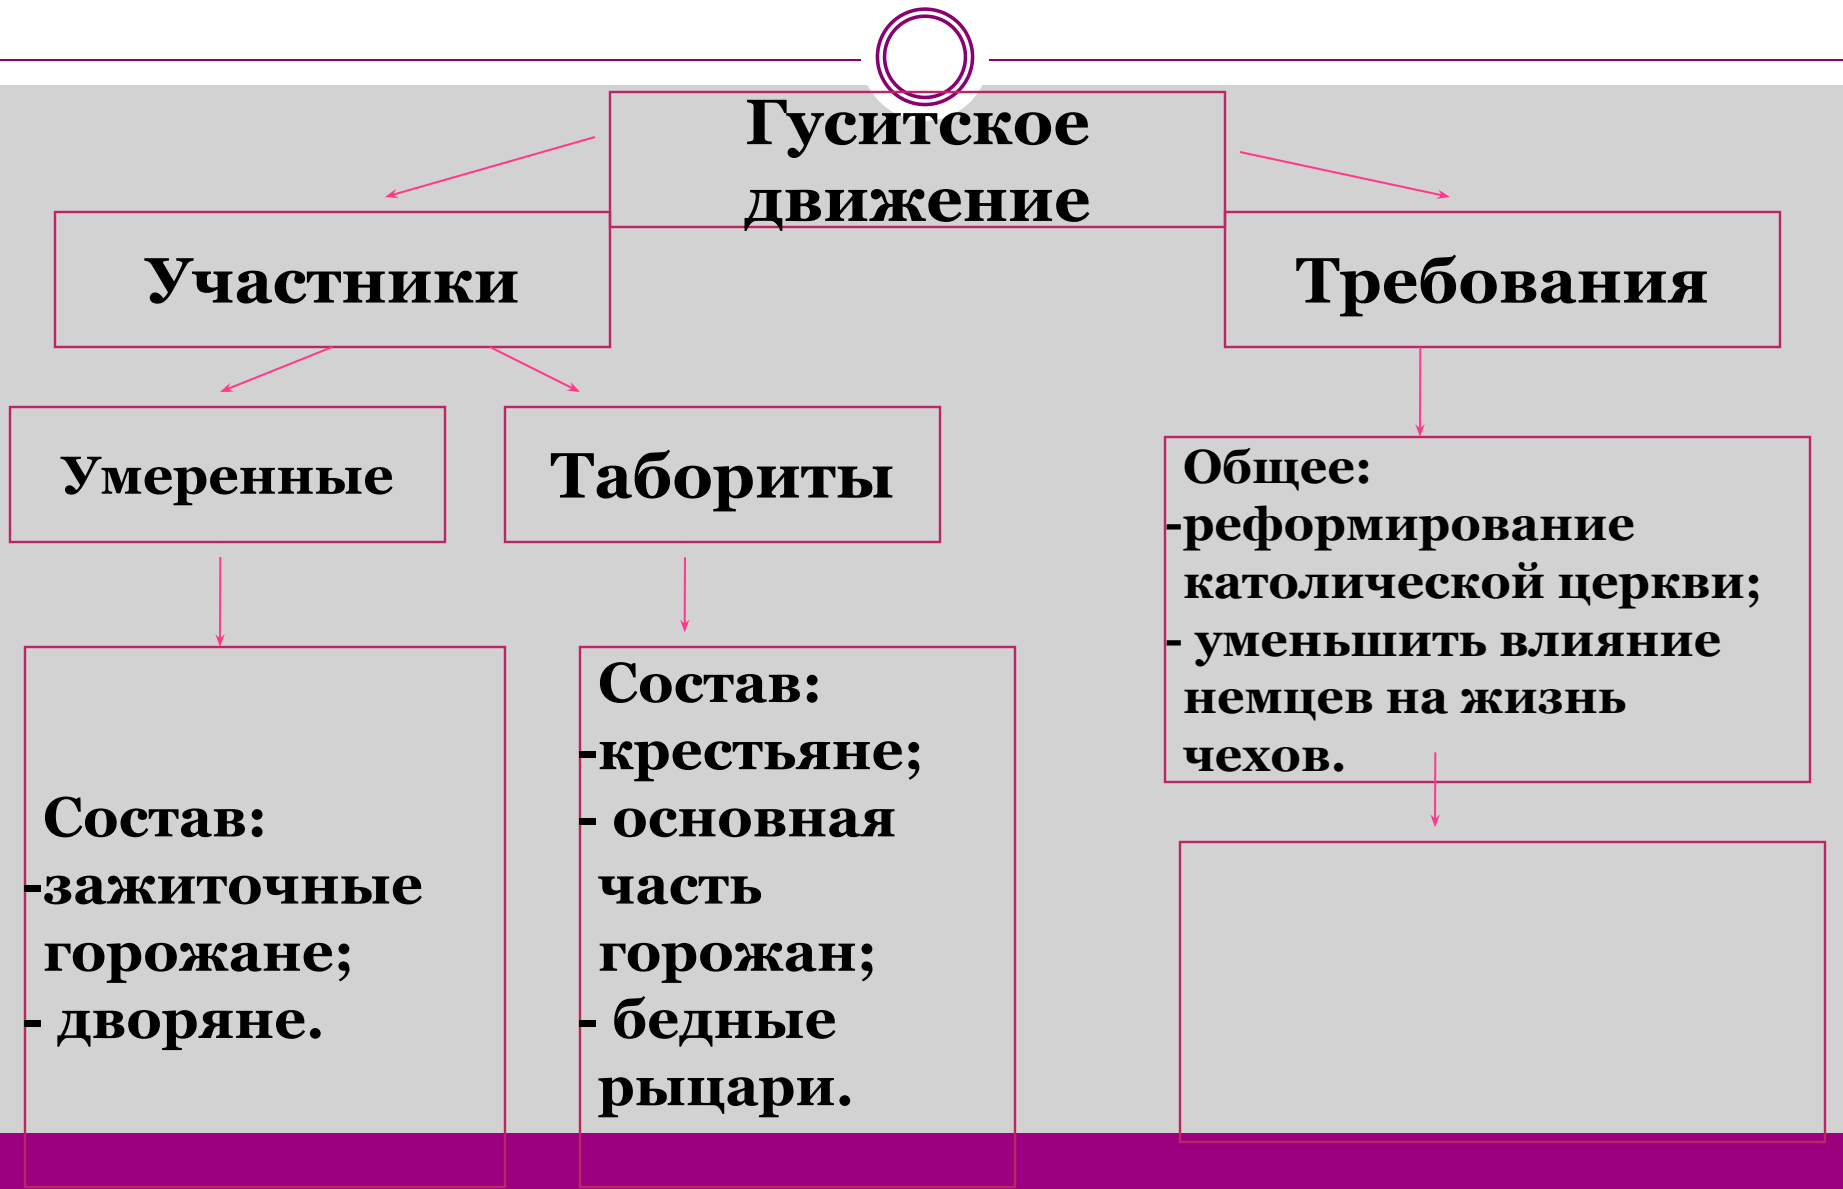 Гуситское
движение
Участники
Требования
Умеренные
Табориты
Состав:
-зажиточные
горожане;
- дворяне.
Состав:
-крестьяне;
- основная
часть
горожан;
- бедные
рыцари.
Общее:
-реформирование
католической церкви;
- уменьшить влияние
немцев на жизнь
чехов.